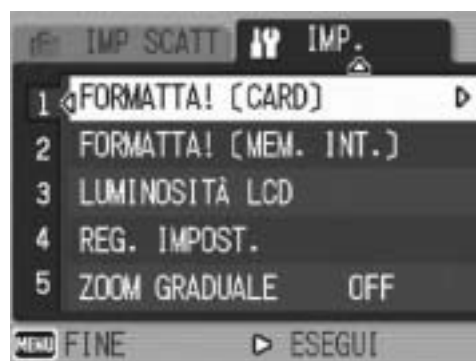 IMP SCATT IMP.
1 FORMATTA! [CARD]
2 FORMATTA! [MEM. INT.]
3 LUMINOSITÀ LCD
4 REG. IMPOST.
5 ZOOM GRADUALE OFF
MENU FINE ESEGUI